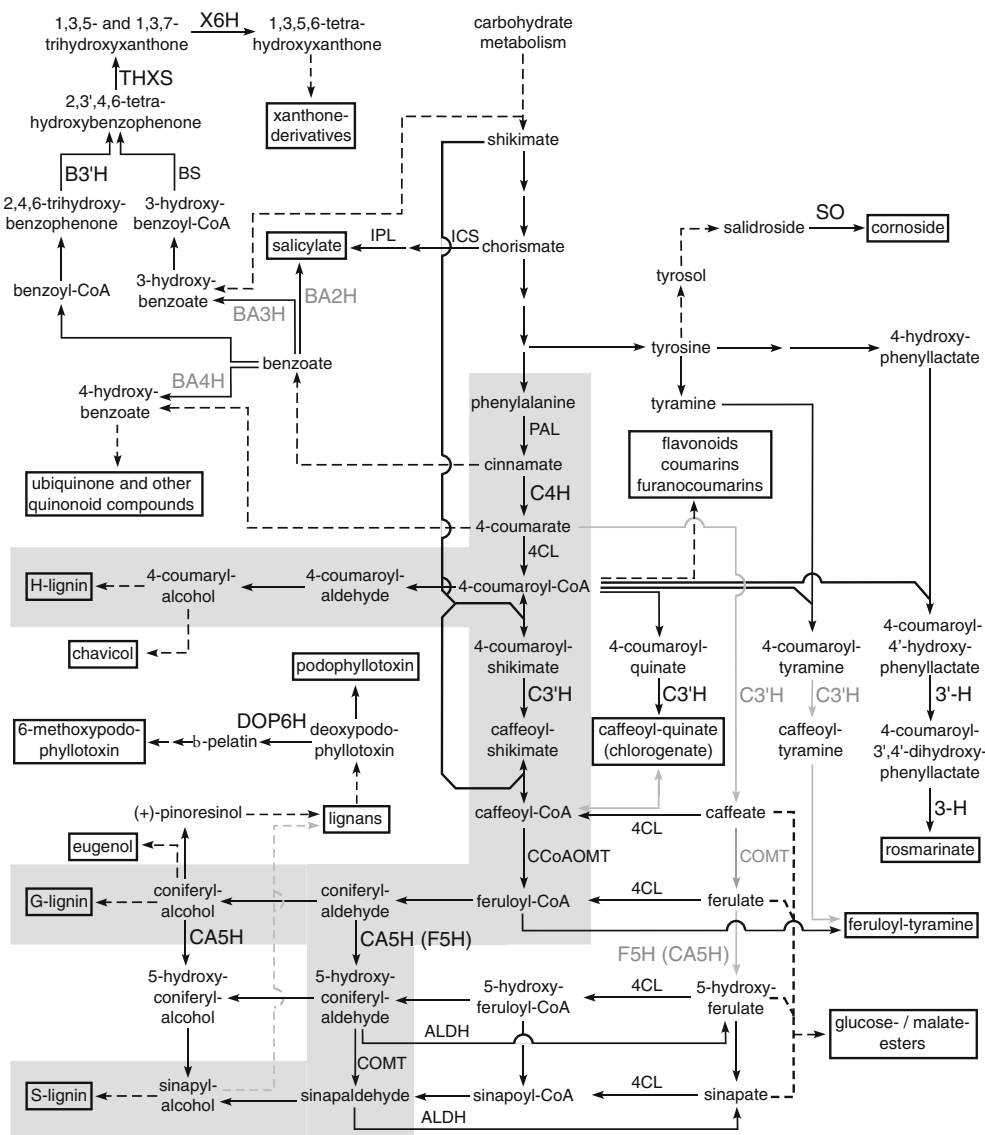 1,3,5- and 1,3,7-
trihydroxyxanthone
X6H
1,3,5,6-tetra-
hydroxyxanthone
carbohydrate
metabolism
THXS
2,3',4,6-tetra-
hydroxybenzophenone
xanthone-
derivatives
shikimate
B3'H
BS
2,4,6-trihydroxy-
benzophenone
3-hydroxy-
benzoyl-CoA
salicylate
IPL
ICS
chorismate
salidroside
SO
cornoside
tyrosol
benzoyl-CoA
3-hydroxy-
benzoate
BA3H
BA2H
benzoate
tyrosine
4-hydroxy-
phenyllactate
BA4H
4-hydroxy-
benzoate
phenylalanine
tyramine
PAL
flavonoids
coumarins
furanocoumarins
cinnamate
ubiquinone and other
quinonoid compounds
C4H
4-coumarate
4CL
H-lignin
4-coumaryl-
alcohol
4-coumaroyl-
aldehyde
4-coumaroyl-CoA
chavicol
4-coumaroyl-
shikimate
4-coumaroyl-
quinate
4-coumaroyl-
tyramine
4-coumaroyl-
4'-hydroxy-
phenyllactate
podophyllotoxin
C3'H
C3'H
C3'H
C3'H
3'-H
6-methoxypodo-
phyllotoxin
b-pelatin
DOP6H
deoxypodo-
phyllotoxin
caffeoyl-
shikimate
caffeoyl-quinate
(chlorogenate)
caffeoyl-
tyramine
4-coumaroyl-
3',4'-dihydroxy-
phenyllactate
(+)-pinoresinol
lignans
caffeoyl-CoA
4CL
caffeate
3-H
eugenol
CCoAOMT
COMT
rosmarinate
G-lignin
coniferyl-
alcohol
coniferyl-
aldehyde
feruloyl-CoA
4CL
ferulate
feruloyl-tyramine
CA5H
CA5H (F5H)
F5H (CA5H)
5-hydroxy-
coniferyl-
alcohol
5-hydroxy-
coniferyl-
aldehyde
5-hydroxy-
feruloyl-CoA
4CL
5-hydroxy-
ferulate
glucose- / malate-
esters
ALDH
COMT
S-lignin
sinapyl-
alcohol
sinapaldehyde
sinapoyl-CoA
4CL
sinapate
ALDH